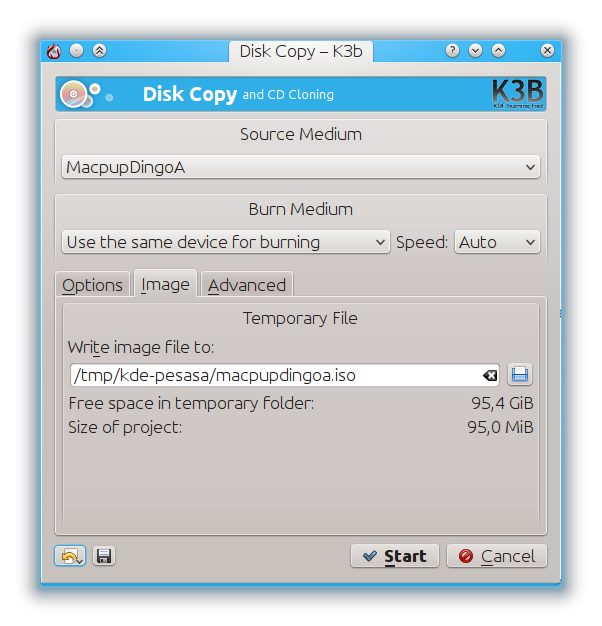 Disk Copy – K3b
Disk Copy and CD Cloning
K3B
K3B burning tool
Source Medium
MacpupDingoA
Burn Medium
Use the same device for burning Speed: Auto
Options Image Advanced
Temporary File
Write image file to:
/tmp/kde-pesasa/macpupdingoa.iso
Free space in temporary folder: 95,4 GiB
Size of project: 95,0 MiB
Start Cancel